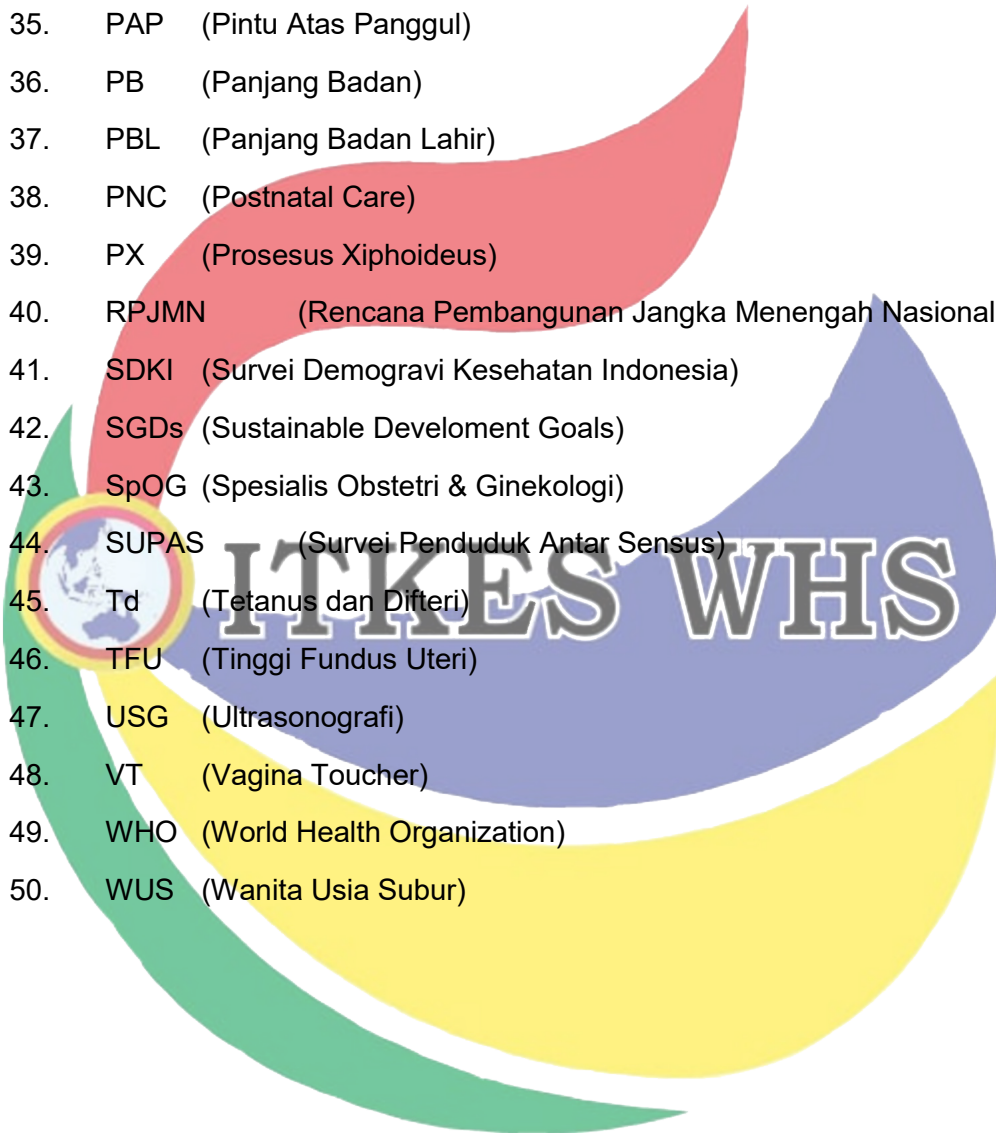 35. PAP (Pintu Atas Panggul)
36. PB (Panjang Badan)
37. PBL (Panjang Badan Lahir)
38. PNC (Postnatal Care)
39. PX (Prosesus Xiphoideus)
40. RPJMN (Rencana Pembangunan Jangka Menengah Nasional
41. SDKI (Survei Demogravi Kesehatan Indonesia)
42. SGDs (Sustainable Develoment Goals)
43. SpOG (Spesialis Obstetri & Ginekologi)
44. SUPAS (Survei Penduduk Antar Sensus)
ITKES WHS
45. Td (Tetanus dan Difteri)
46. TFU (Tinggi Fundus Uteri)
47. USG (Ultrasonografi)
48. VT (Vagina Toucher)
49. WHO (World Health Organization)
50. WUS (Wanita Usia Subur)